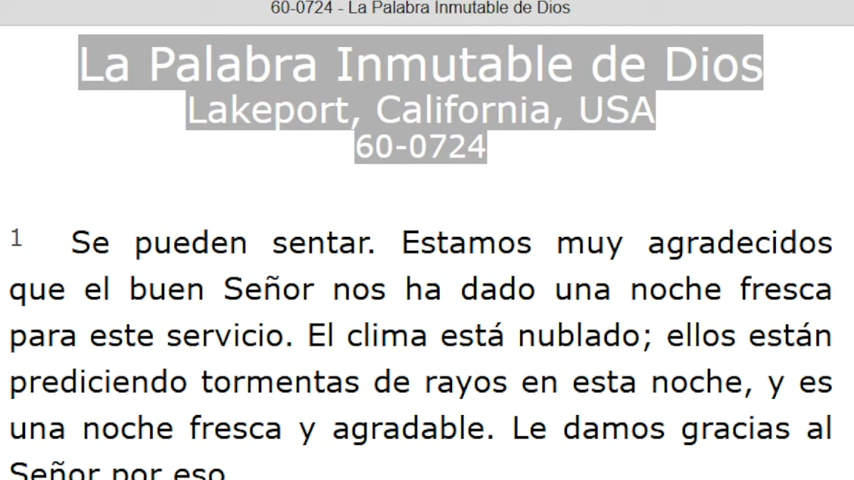 60-0724 - La Palabra Inmutable de Dios
La Palabra Inmutable de Dios
Lakeport, California, USA
60-0724
1 Se pueden sentar. Estamos muy agradecidos
que el buen Señor nos ha dado una noche fresca
para este servicio. El clima está nublado; ellos están
prediciendo tormentas de rayos en esta noche, y es
una noche fresca y agradable. Le damos gracias al
Señor por eso